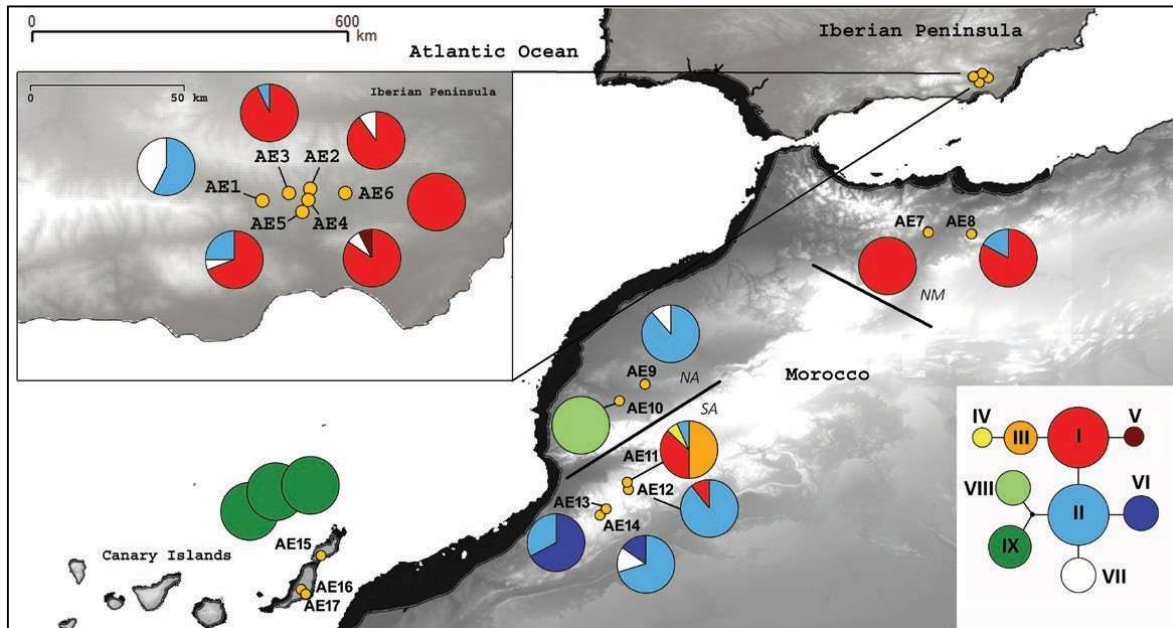 0 600
km
Atlantic Ocean
Iberian Peninsula
0 50 km
Iberian Peninsula
AE3 AE2
AE1 AE6
AE5 AE4
AE7 AE8
NM
Morocco
AE9 NA
AE10 SA
AE11
AE12
AE13
AE14
Canary Islands
AE15
AE16
AE17
IV III I V
VIII II VI
IX
VII